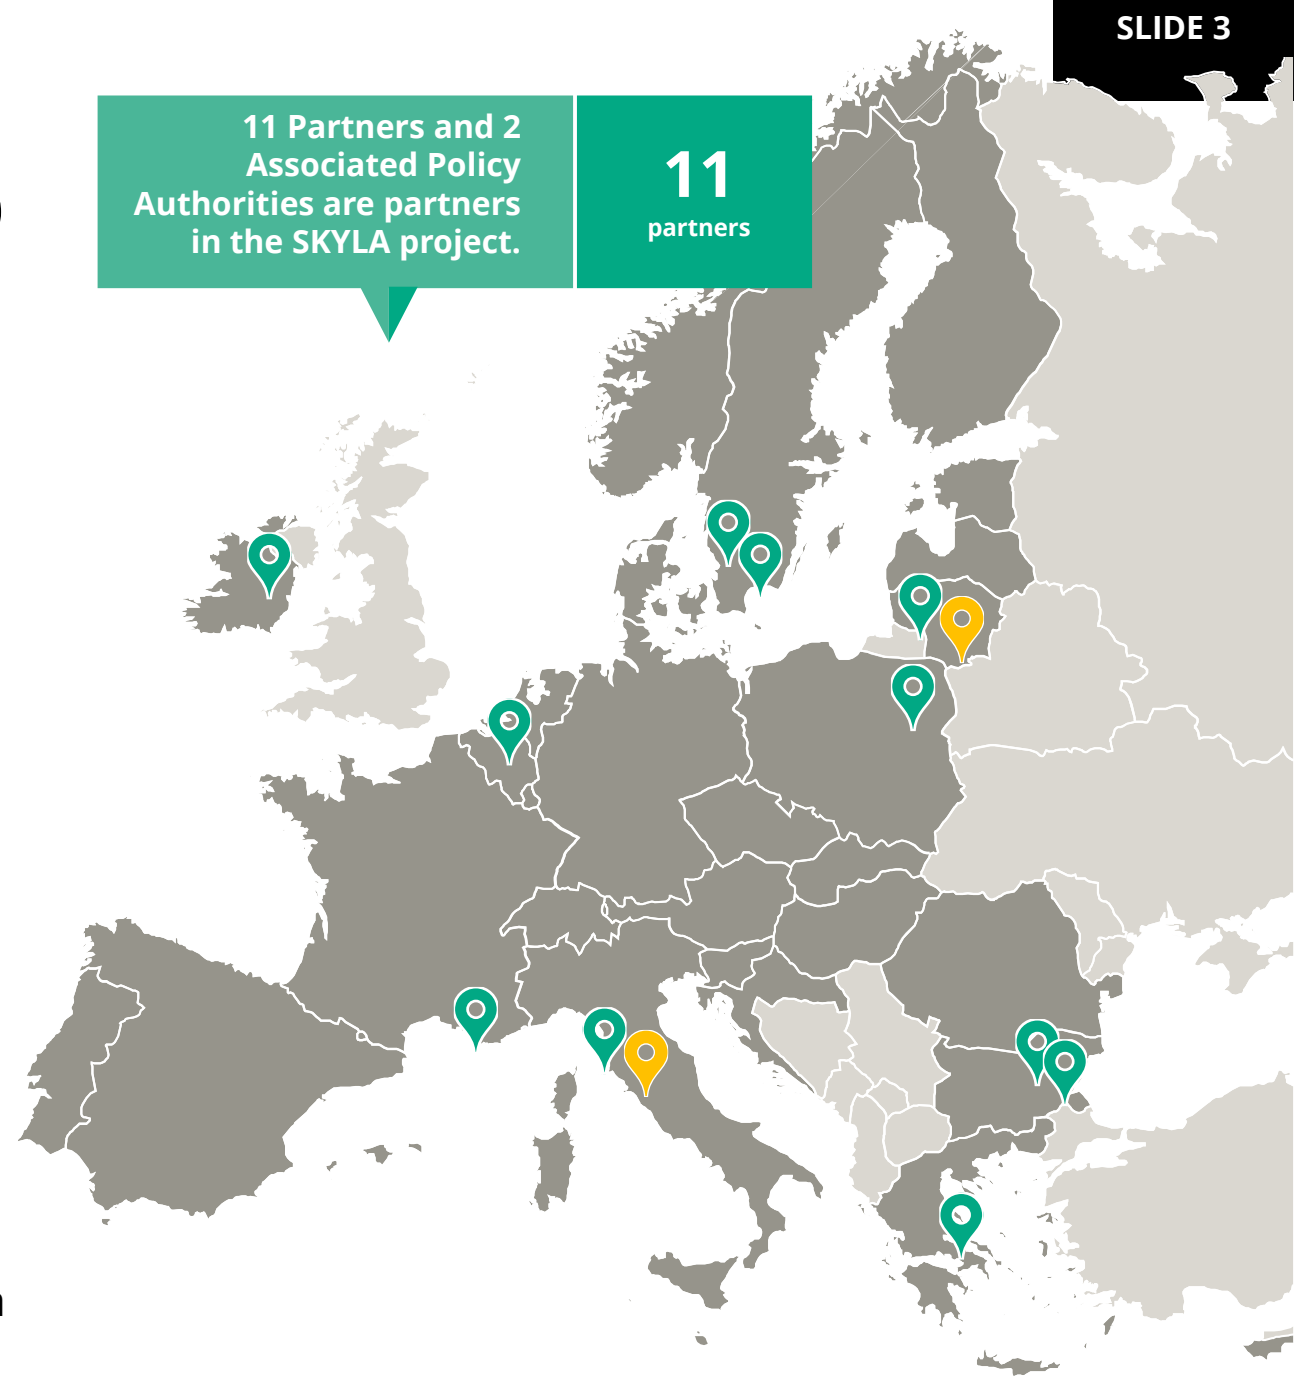 SLIDE 3
11 Partners and 2
Associated Policy
Authorities are partners
in the SKYLA project.
11
partners